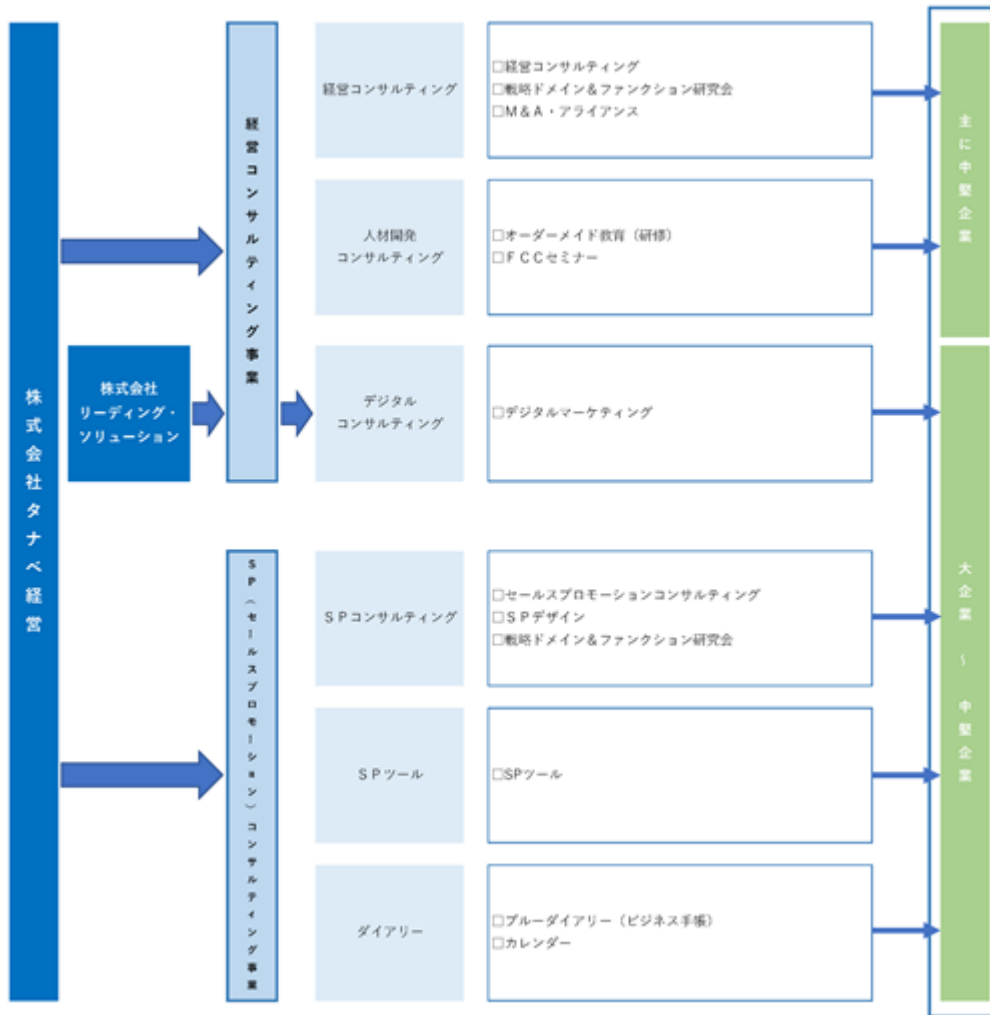 株式会社タナベ経営
株式会社
リーディング・
ソリューション
経営コンサルティング事業
経営コンサルティング
□経営コンサルティング
□戦略ドメイン＆ファンクション研究会
□Ｍ＆Ａ・アライアンス
人材開発
コンサルティング
□オーダーメイド教育（研修）
□ＦＣＣセミナー
デジタル
コンサルティング
□デジタルマーケティング
主に中堅企業
ＳＰ（セールスプロモーション）コンサルティング事業
ＳＰコンサルティング
□セールスプロモーションコンサルティング
□ＳＰデザイン
□戦略ドメイン＆ファンクション研究会
ＳＰツール
□SPツール
ダイアリー
□ブルーダイアリー（ビジネス手帳）
□カレンダー
大企業 ～ 中堅企業